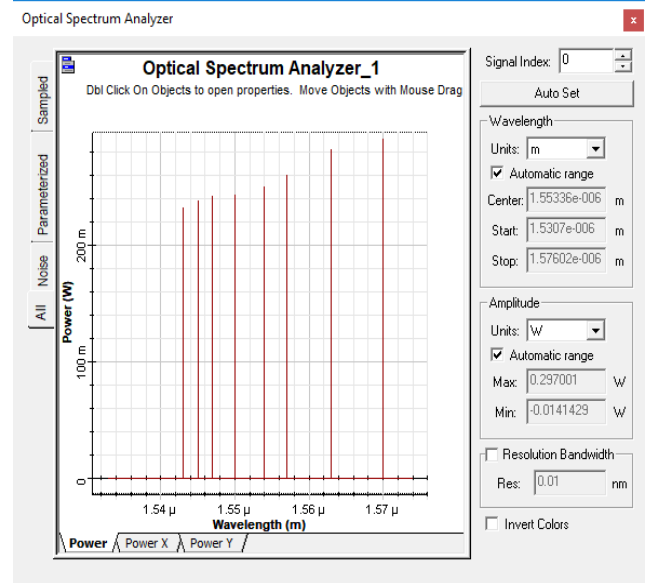 Optical Spectrum Analyzer
x
Optical Spectrum Analyzer_1
Dbl Click On Objects to open properties. Move Objects with Mouse Drag
Sampled
Parameterized
Noise
All
Power (W)
200 m
100 m
0
1.54 µ
1.55 µ
1.56 µ
1.57 µ
Wavelength (m)
Power
Power X
Power Y
Signal Index: 0
Auto Set
Wavelength
Units: m
Automatic range
Center: 1.55336e-006 m
Start: 1.5307e-006 m
Stop: 1.57602e-006 m
Amplitude
Units: W
Automatic range
Max: 0.297001 W
Min: -0.0141429 W
Resolution Bandwidth
Res: 0.01 nm
Invert Colors